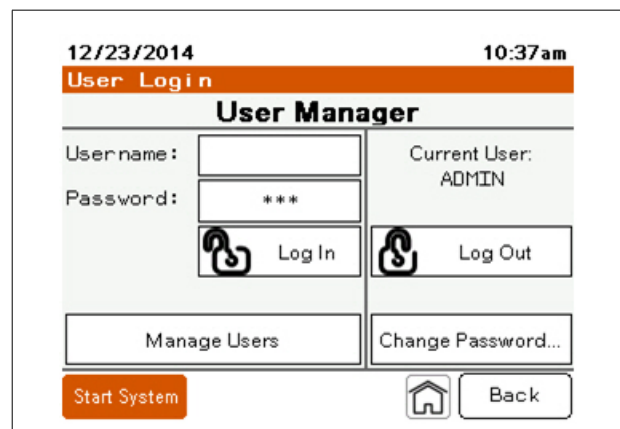 12/23/2014 10:37am
User Login
User Manager
Username:
Current User:
ADMIN
Password: ***
Log In
Log Out
Manage Users
Change Password...
Start System
Back